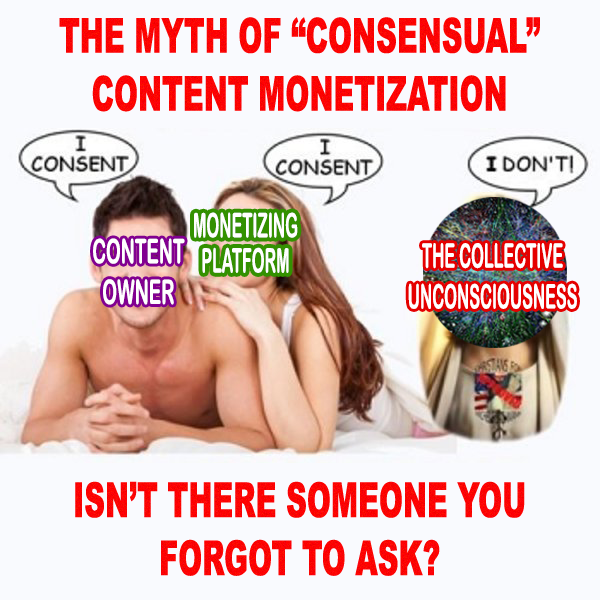 THE MYTH OF “CONSENSUAL”
CONTENT MONETIZATION
I
CONSENT
I
CONSENT
I DON'T!
CONTENT
OWNER
MONETIZING
PLATFORM
THE COLLECTIVE
UNCONSCIOUSNESS
ISN’T THERE SOMEONE YOU
FORGOT TO ASK?